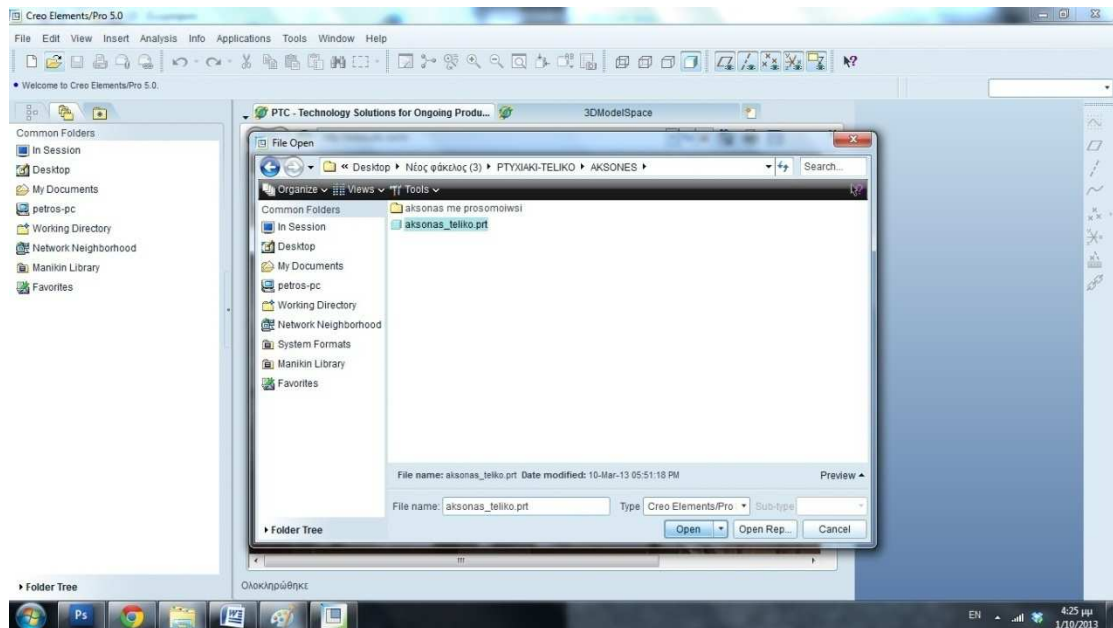 Creo Elements/Pro 5.0
File Edit View Insert Analysis Info Applications Tools Window Help
• Welcome to Creo Elements/Pro 5.0.
Common Folders
In Session
Desktop
My Documents
petros-pc
Working Directory
Network Neighborhood
Manikin Library
Favorites
▸ Folder Tree
PTC - Technology Solutions for Ongoing Produ...
3DModelSpace
File Open
« Desktop ▸ Νέος φάκελος (3) ▸ PTYXIAKI-TELIKO ▸ AKSONES ▸
Search...
Organize Views Tools
Common Folders
In Session
Desktop
My Documents
petros-pc
Working Directory
Network Neighborhood
System Formats
Manikin Library
Favorites
▸ Folder Tree
aksonas me prosomoiwsi
aksonas_teliko.prt
File name: aksonas_teliko.prt Date modified: 10-Mar-13 05:51:18 PM
Preview
File name: aksonas_teliko.prt
Type Creo Elements/Pro
Sub-type
Open Open Rep... Cancel
Ολοκληρώθηκε
Ps
EN
4:25 μμ
1/10/2013